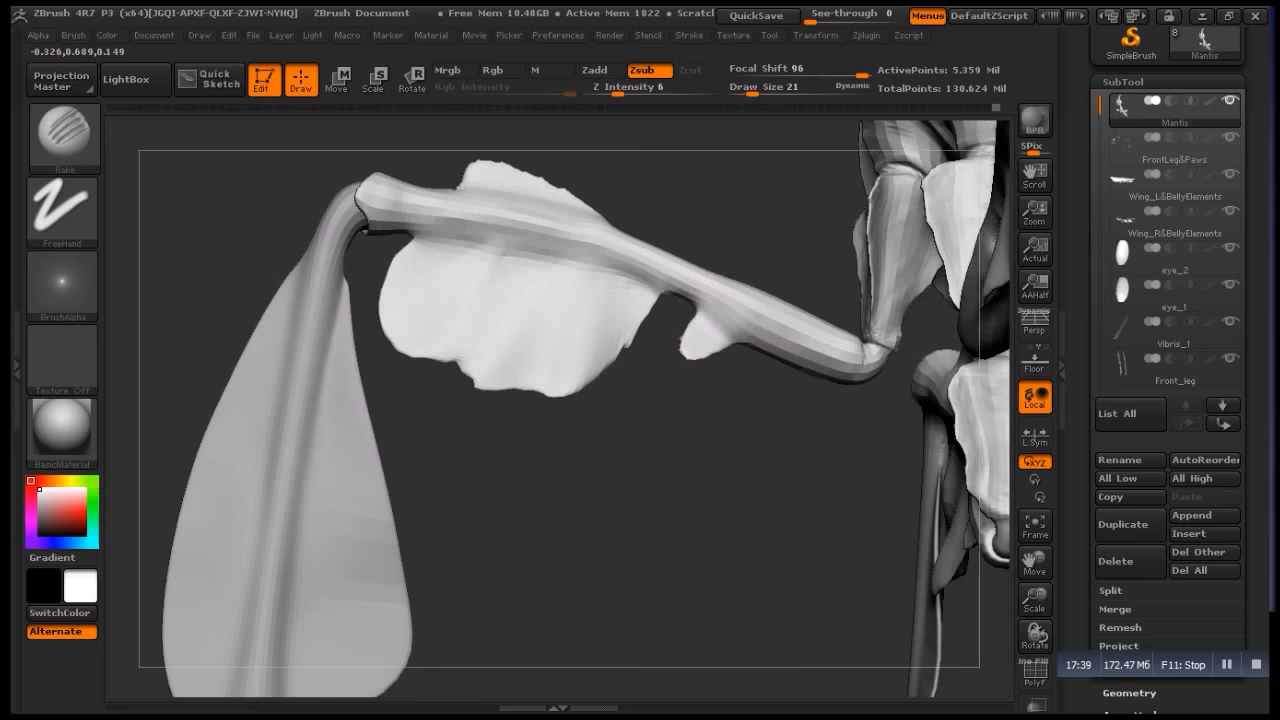 ZBrush 4R7 P3 (x64)[JGQI-APXF-QLXF-ZJWI-NYHQ] ZBrush Document • Free Mem 10.48GB • Active Mem 1822 • Scratch QuickSave See-through 0 Menus DefaultZScript
Alpha Brush Color Document Draw Edit File Layer Light Macro Marker Material Movie Picker Preferences Render Stencil Stroke Texture Tool Transform Zplugin Zscript
-0.326,0.689,0.149
Projection Master
LightBox
Quick Sketch
Edit
Draw
Move
Scale
Rotate
Mrgb Rgb M Zadd Zsub Zcut
Rgb Intensity Z Intensity 6
Focal Shift 96
Draw Size 21 Dynamic
ActivePoints: 5.359 Mil
TotalPoints: 130.624 Mil
Rake
FreeHand
BrushAlpha
Texture Off
BasicMaterial
Gradient
SwitchColor
Alternate
BPR
SPix
Scroll
Zoom
Actual
AAHalf
Dynamic
Persp
Floor
Local
L.Sym
XYZ
Frame
Move
Scale
Rotate
PolyF
SimpleBrush
8
Mantis
SubTool
Mantis
FrontLeg&Paws
Wing_L&BellyElements
Wing_R&BellyElements
eye_2
eye_1
Vibris_1
Front_leg
List All
Rename AutoReorder
All Low All High
Copy Paste
Duplicate Append
Insert
Delete Del Other
Del All
Split
Merge
Remesh
Project
17:39 172.47M6 F11: Stop
Geometry